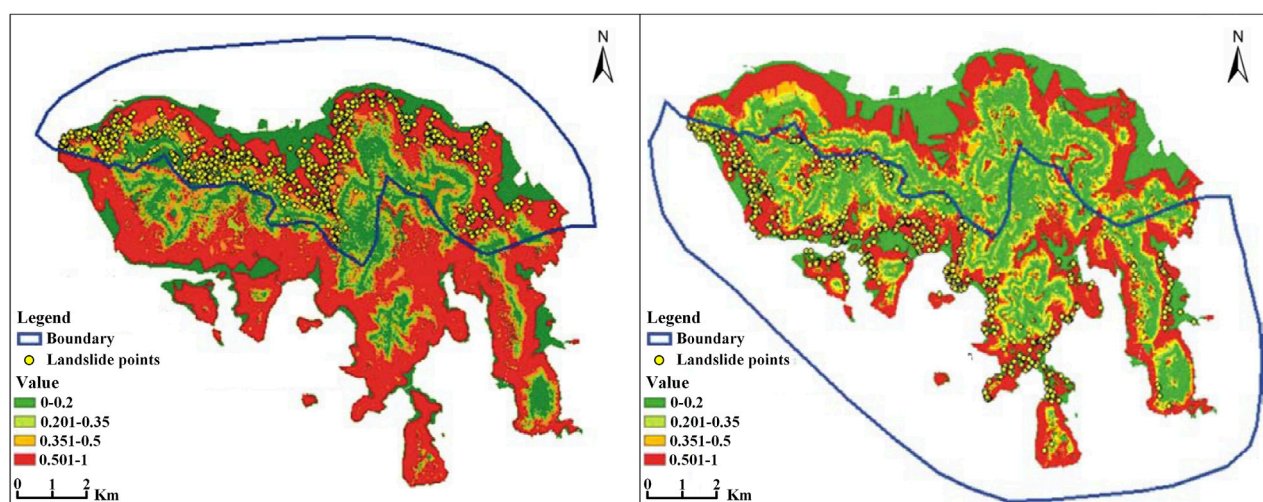 N
Legend
Boundary
Landslide points
Value
0-0.2
0.201-0.35
0.351-0.5
0.501-1
0 1 2
Km
N
Legend
Boundary
Landslide points
Value
0-0.2
0.201-0.35
0.351-0.5
0.501-1
0 1 2
Km